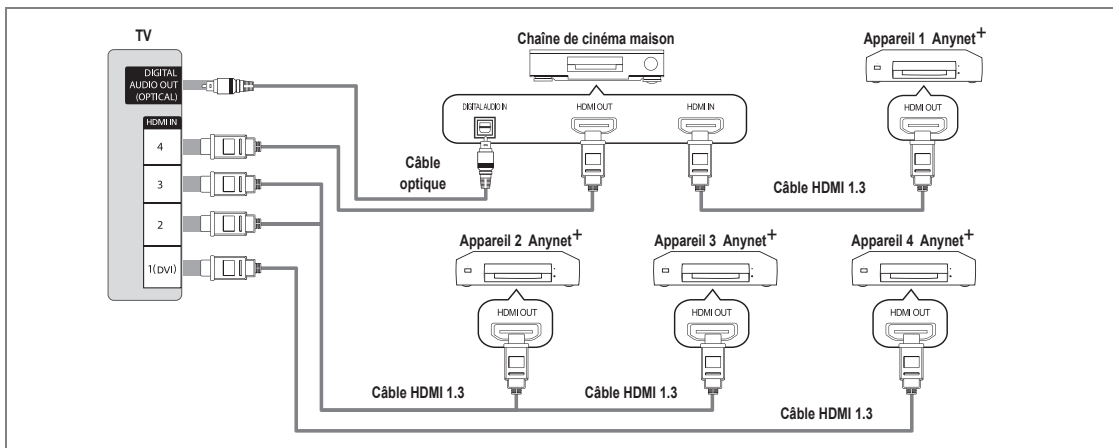 TV
Chaîne de cinéma maison
Appareil 1 Anynet+
DIGITAL
AUDIO OUT
(OPTICAL)
DIGITAL AUDIO IN
HDMI OUT
HDMI IN
HDMI OUT
HDMI IN
4
3
2
1(DVI)
Câble
optique
Câble HDMI 1.3
Appareil 2 Anynet+
Appareil 3 Anynet+
Appareil 4 Anynet+
HDMI OUT
HDMI OUT
HDMI OUT
Câble HDMI 1.3
Câble HDMI 1.3
Câble HDMI 1.3